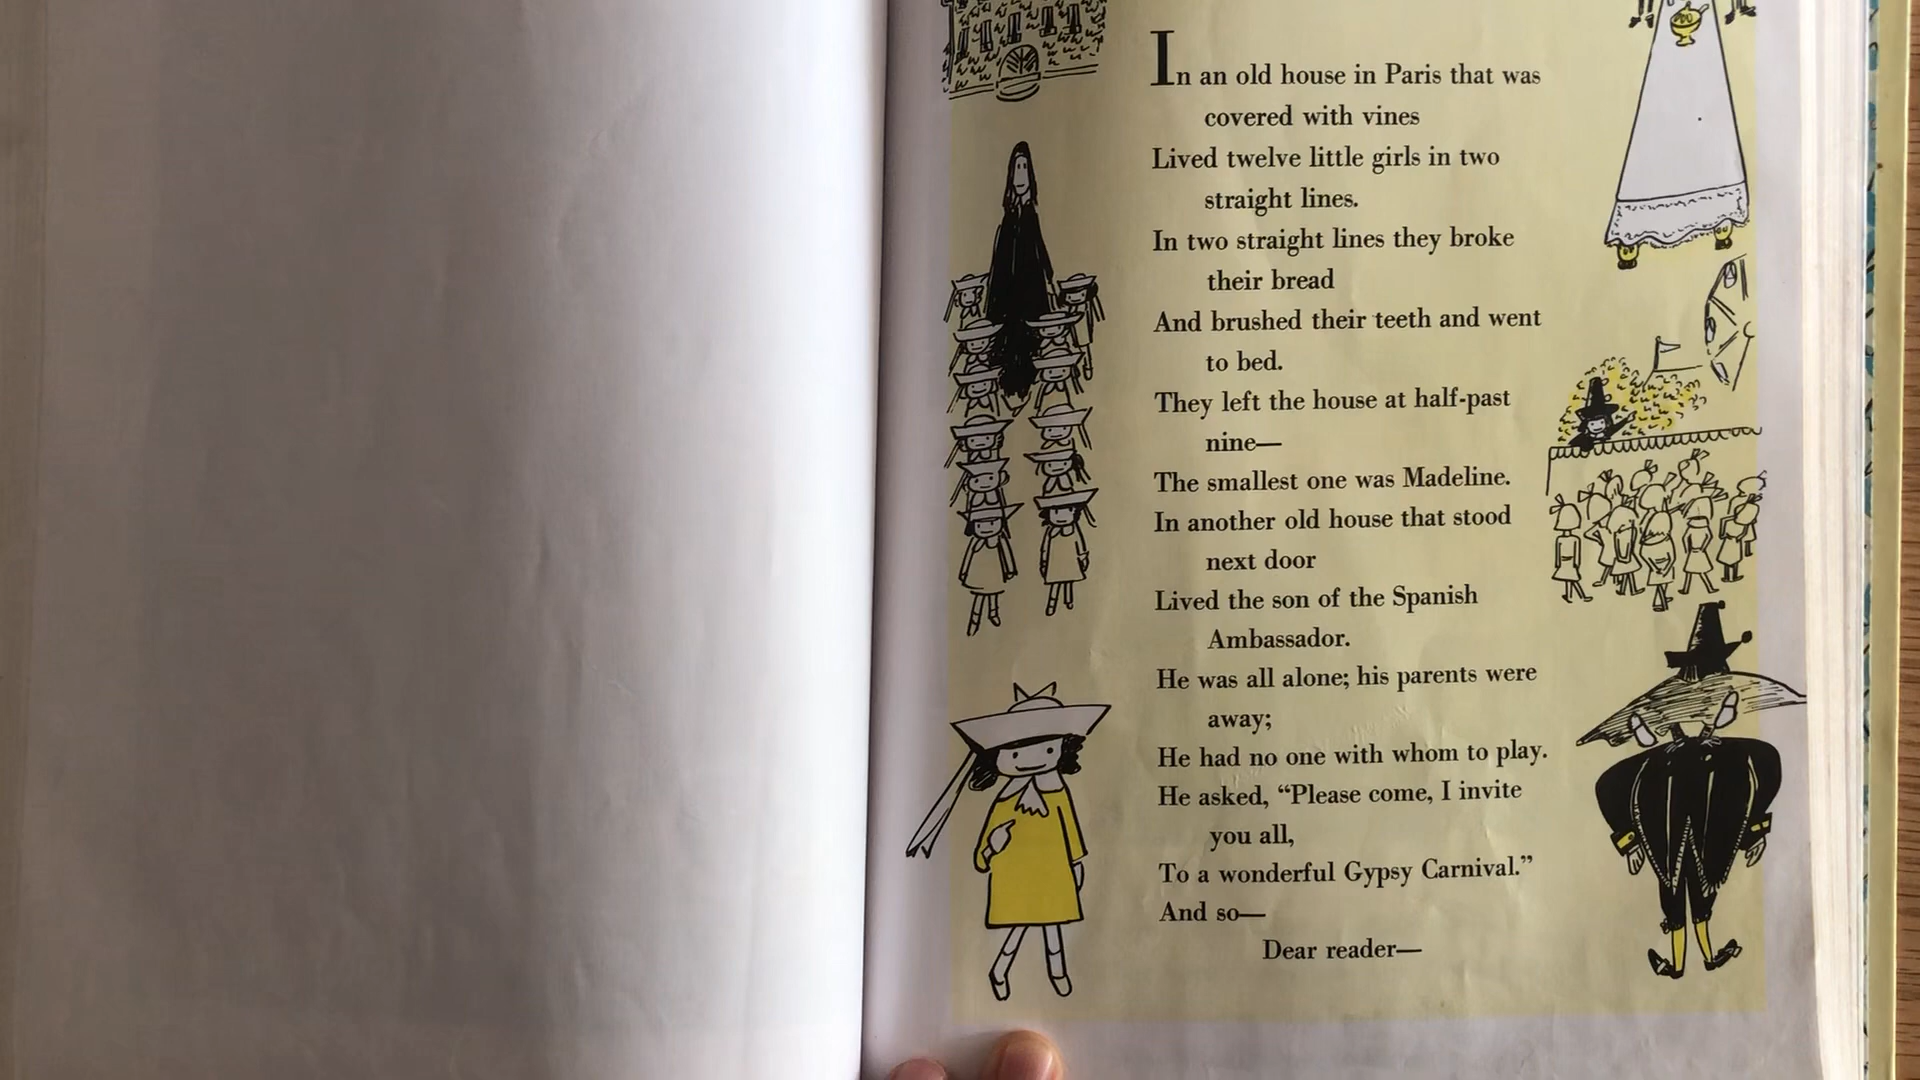 In an old house in Paris that was
covered with vines
Lived twelve little girls in two
straight lines.
In two straight lines they broke
their bread
And brushed their teeth and went
to bed.
They left the house at half-past
nine—
The smallest one was Madeline.
In another old house that stood
next door
Lived the son of the Spanish
Ambassador.
He was all alone; his parents were
away;
He had no one with whom to play.
He asked, “Please come, I invite
you all,
To a wonderful Gypsy Carnival.”
And so—
Dear reader—